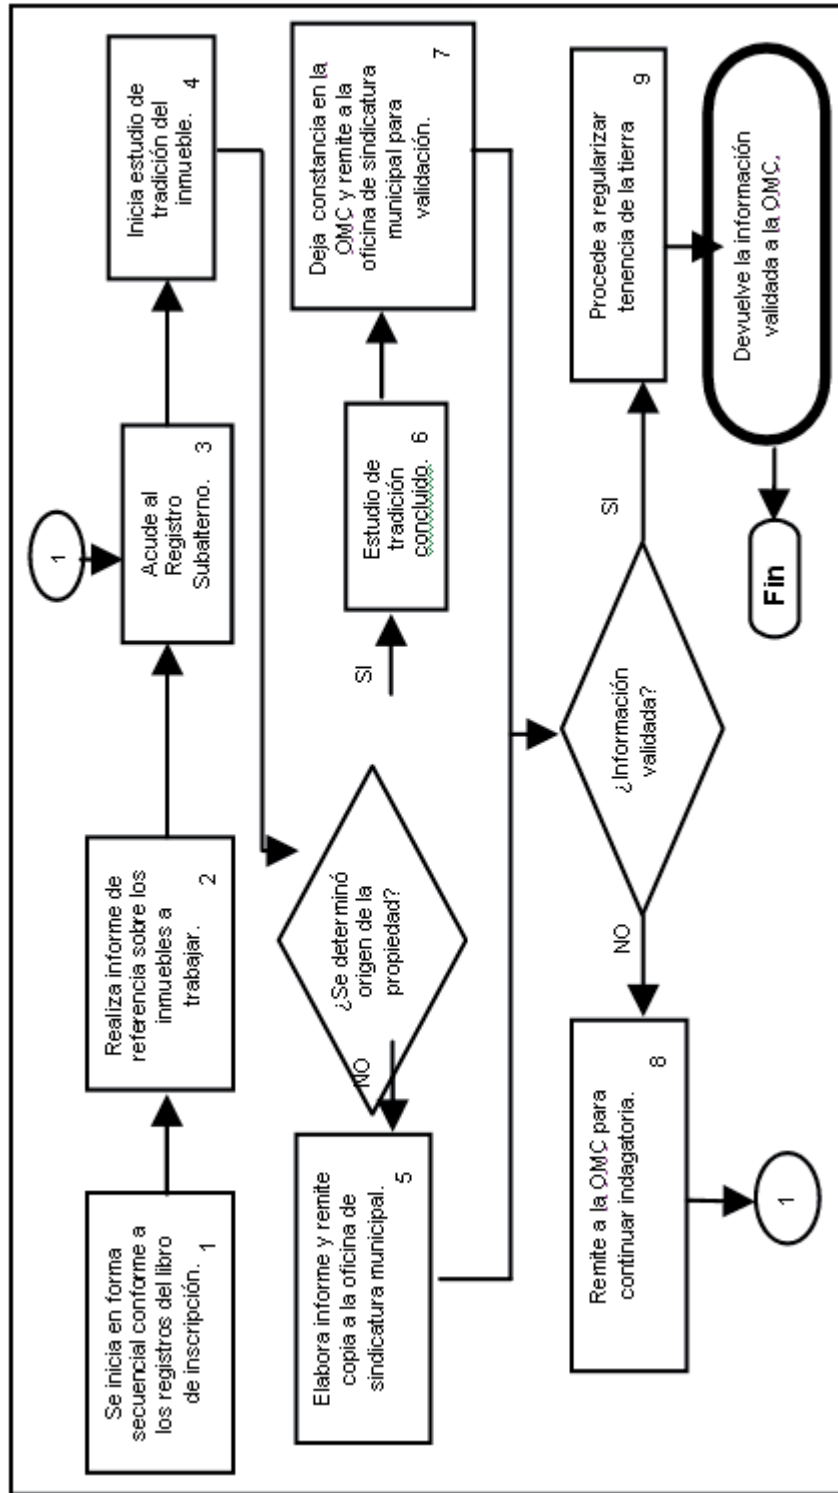 Se inicia en forma
secuencial conforme a
los registros del libro
de inscripción.
1
Realiza informe de
referencia sobre los
inmuebles a
trabajar.
2
1
Acude al
Registro
Subalterno.
3
Inicia estudio de
tradición del
inmueble.
4
¿Se determinó
origen de la
propiedad?
NO
SI
Elabora informe y remite
copia a la oficina de
sindicatura municipal.
5
Estudio de
tradición
concluido.
6
Deja constancia en la
OMC y remite a la
oficina de sindicatura
municipal para
validación.
7
¿Información
validada?
NO
SI
Remite a la OMC para
continuar indagatoria.
8
1
Procede a regularizar
tenencia de la tierra
9
Devuelve la información
validada a la OMC.
Fin